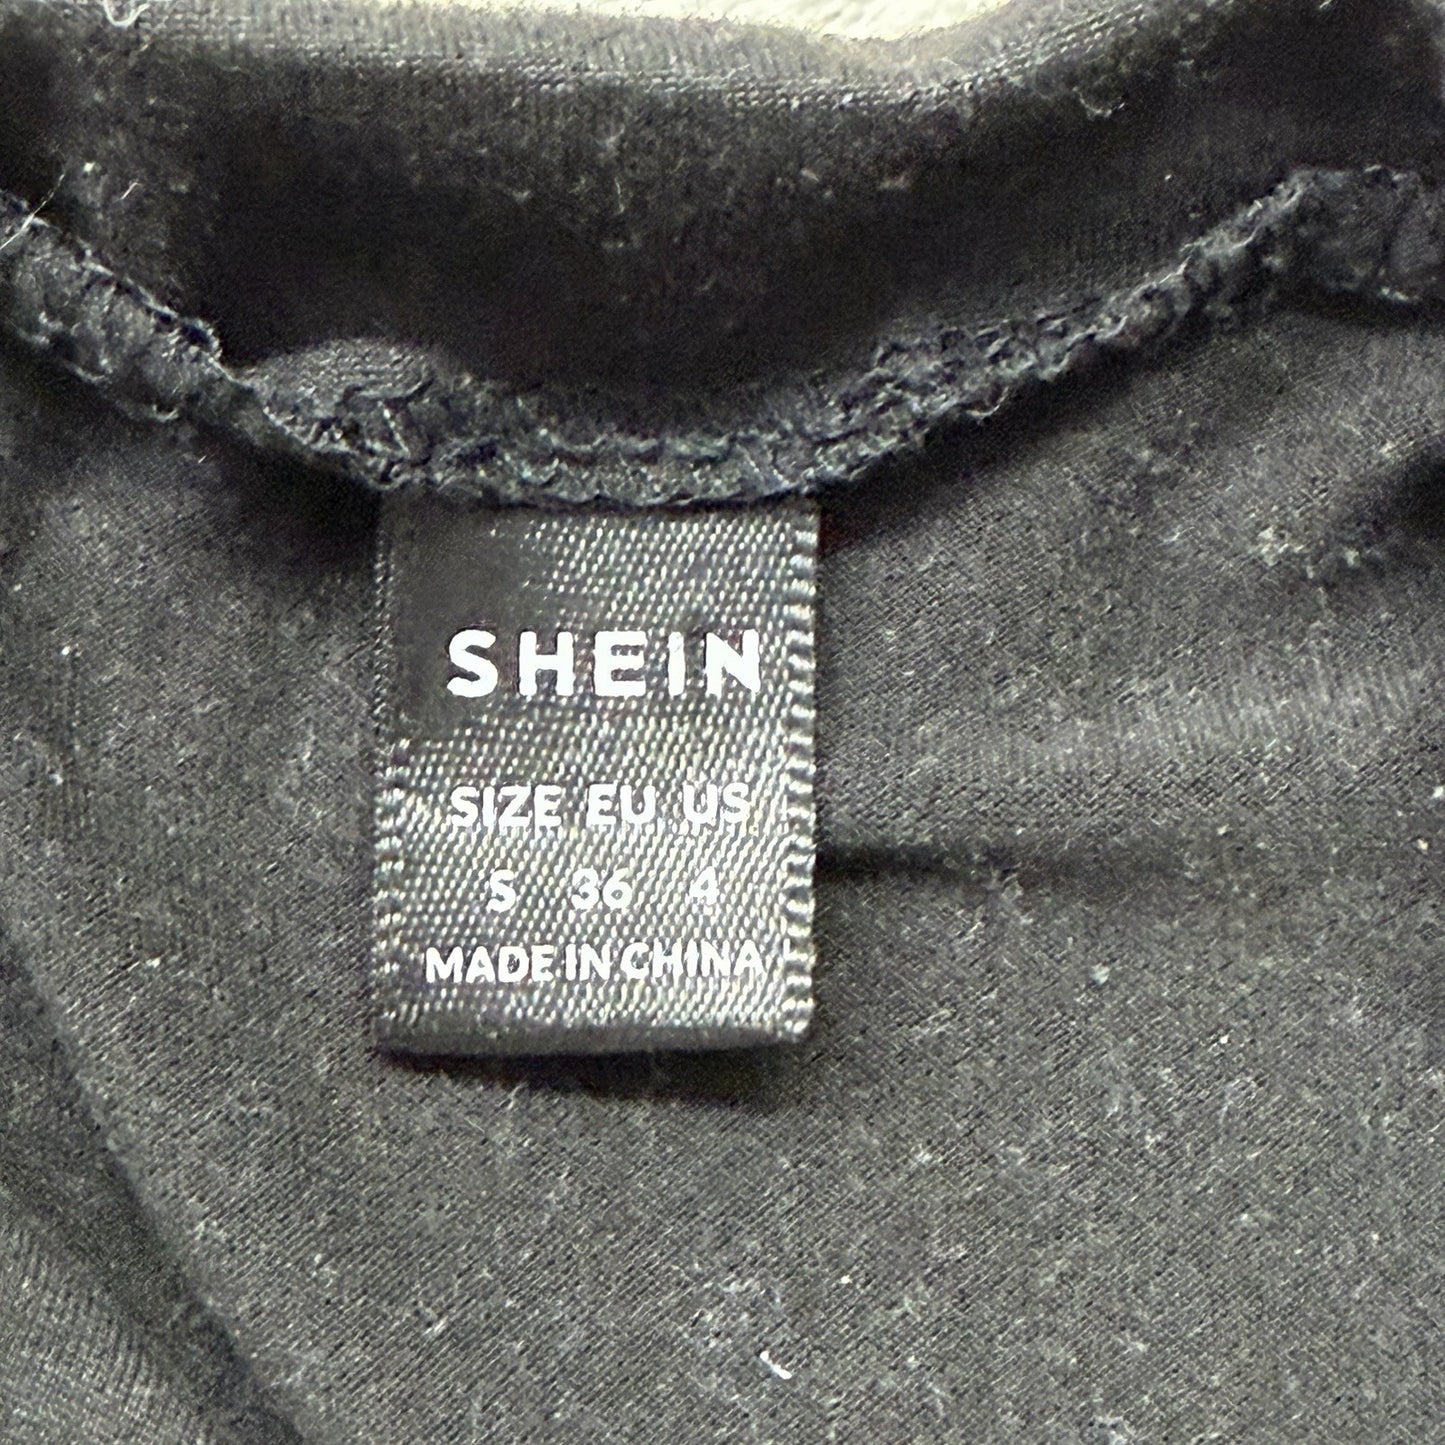 SHEIN
SIZE EU US
S 36 4
MADE IN CHINA